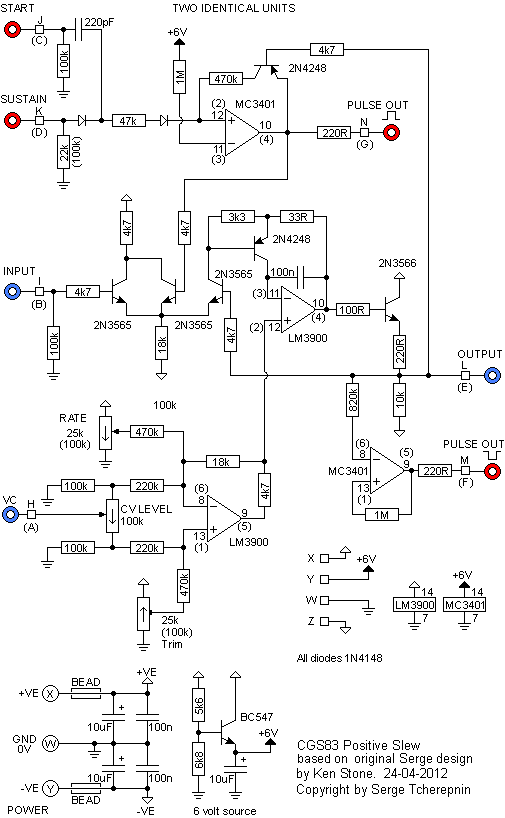 START
TWO IDENTICAL UNITS
J
(C)
220pF
100k
+6V
1M
470k
2N4248
4k7
SUSTAIN
K
(D)
22k
(100k)
47k
(2)
12
11
(3)
MC3401
10
(4)
PULSE OUT
N
220R
(G)
4k7
4k7
3k3
33R
2N4248
2N3566
INPUT
I
(B)
4k7
100k
2N3565
2N3565
2N3565
18k
4k7
100n
(3)
11
12
(2)
10
(4)
LM3900
100R
220R
10k
OUTPUT
L
(E)
820k
RATE
25k
(100k)
100k
470k
18k
4k7
(6)
8
13
(1)
MC3401
(5)
9
220R
PULSE OUT
M
(F)
1M
VC
H
(A)
100k
220k
CV LEVEL
100k
100k
220k
(6)
8
13
(1)
9
(5)
LM3900
470k
25k
(100k)
Trim
X
Y
+6V
W
Z
14
LM3900
7
+6V
14
MC3401
7
All diodes 1N4148
+VE
X
BEAD
+VE
10uF
+
100n
GND
0V
W
10uF
+
100n
-VE
Y
BEAD
-VE
POWER
5k6
6k8
BC547
+6V
10uF
+
6 volt source
CGS83 Positive Slew
based on original Serge design
by Ken Stone. 24-04-2012
Copyright by Serge Tcherepnin